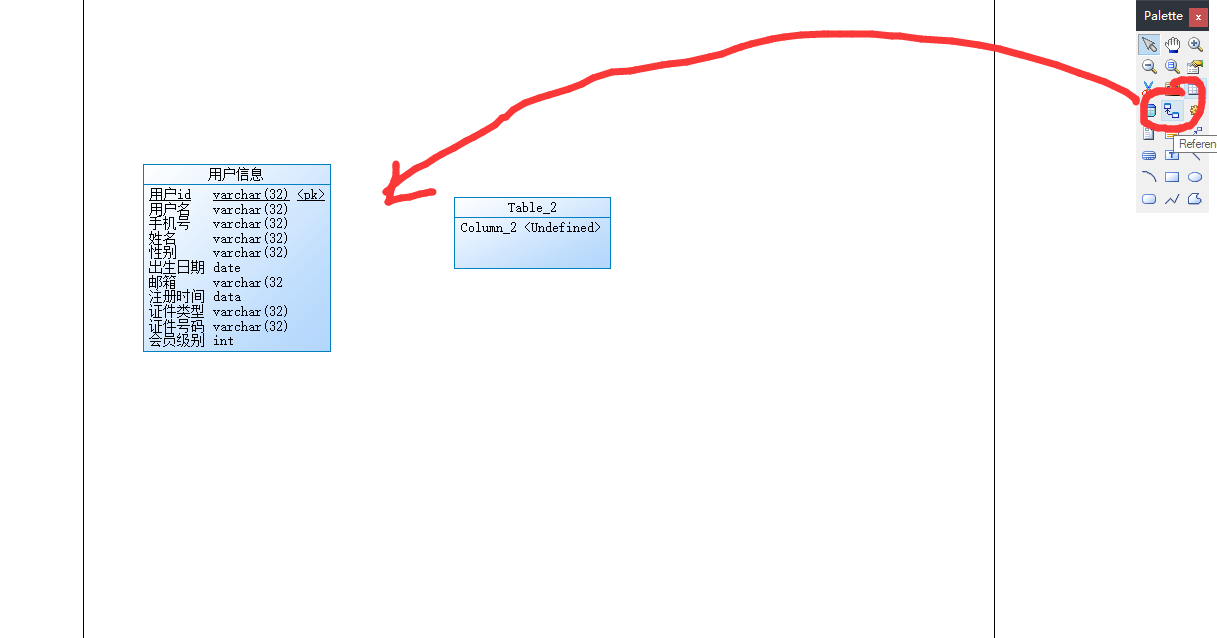 Palette x
Referen
用户信息
用户id varchar(32) <pk>
用户名 varchar(32)
手机号 varchar(32)
姓名 varchar(32)
性别 varchar(32)
出生日期 date
邮箱 varchar(32
注册时间 data
证件类型 varchar(32)
证件号码 varchar(32)
会员级别 int
Table_2
Column_2 <Undefined>